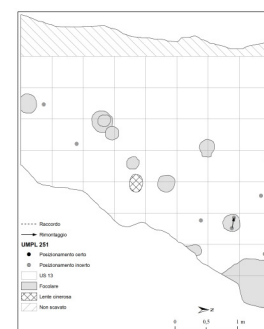 Raccordo
Rimontaggio
UMPL 251
Posizionamento certo
Posizionamento incerto
US 13
Focolare
Lente cinerosa
Non scavato
N
0 0,5 1 m